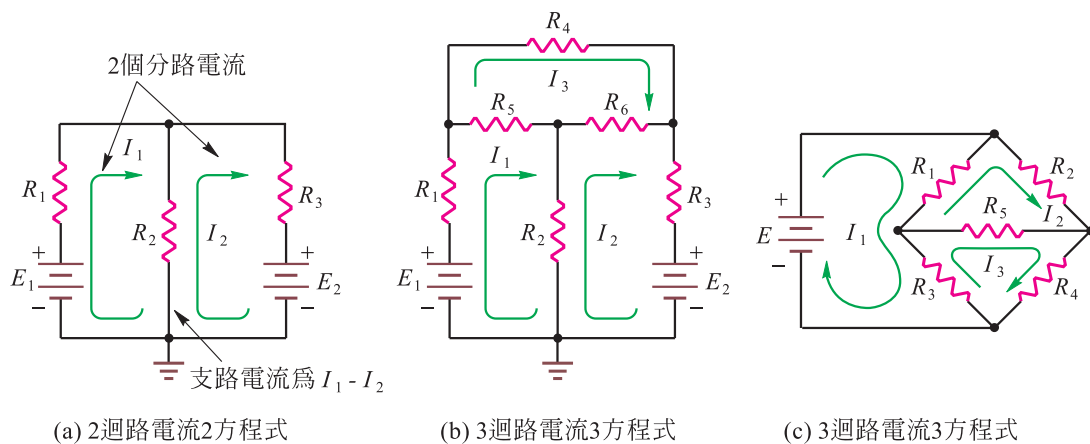 2個分路電流
I1
R1
R2
I2
R3
+
E1
−
+
E2
−
支路電流爲 I1 - I2
(a) 2迴路電流2方程式
R4
I3
R5
R6
I1
R1
R2
I2
R3
+
E1
−
+
E2
−
(b) 3迴路電流3方程式
+
E
−
I1
R1
R2
R5
I2
I3
R3
R4
(c) 3迴路電流3方程式